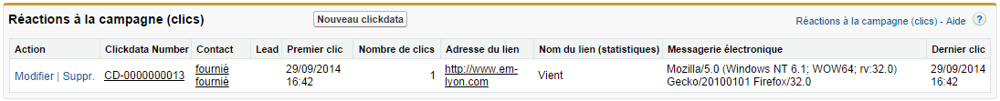 Réactions à la campagne (clics) Nouveau clickdata Réactions à la campagne (clics) - Aide ?
Action Clickdata Number Contact Lead Premier clic Nombre de clics Adresse du lien Nom du lien (statistiques) Messagerie électronique Dernier clic
Modifier | Suppr. CD-0000000013 fournié fournié 29/09/2014 16:42 1 http://www.em-lyon.com Vient Mozilla/5.0 (Windows NT 6.1; WOW64; rv:32.0) Gecko/20100101 Firefox/32.0 29/09/2014 16:42